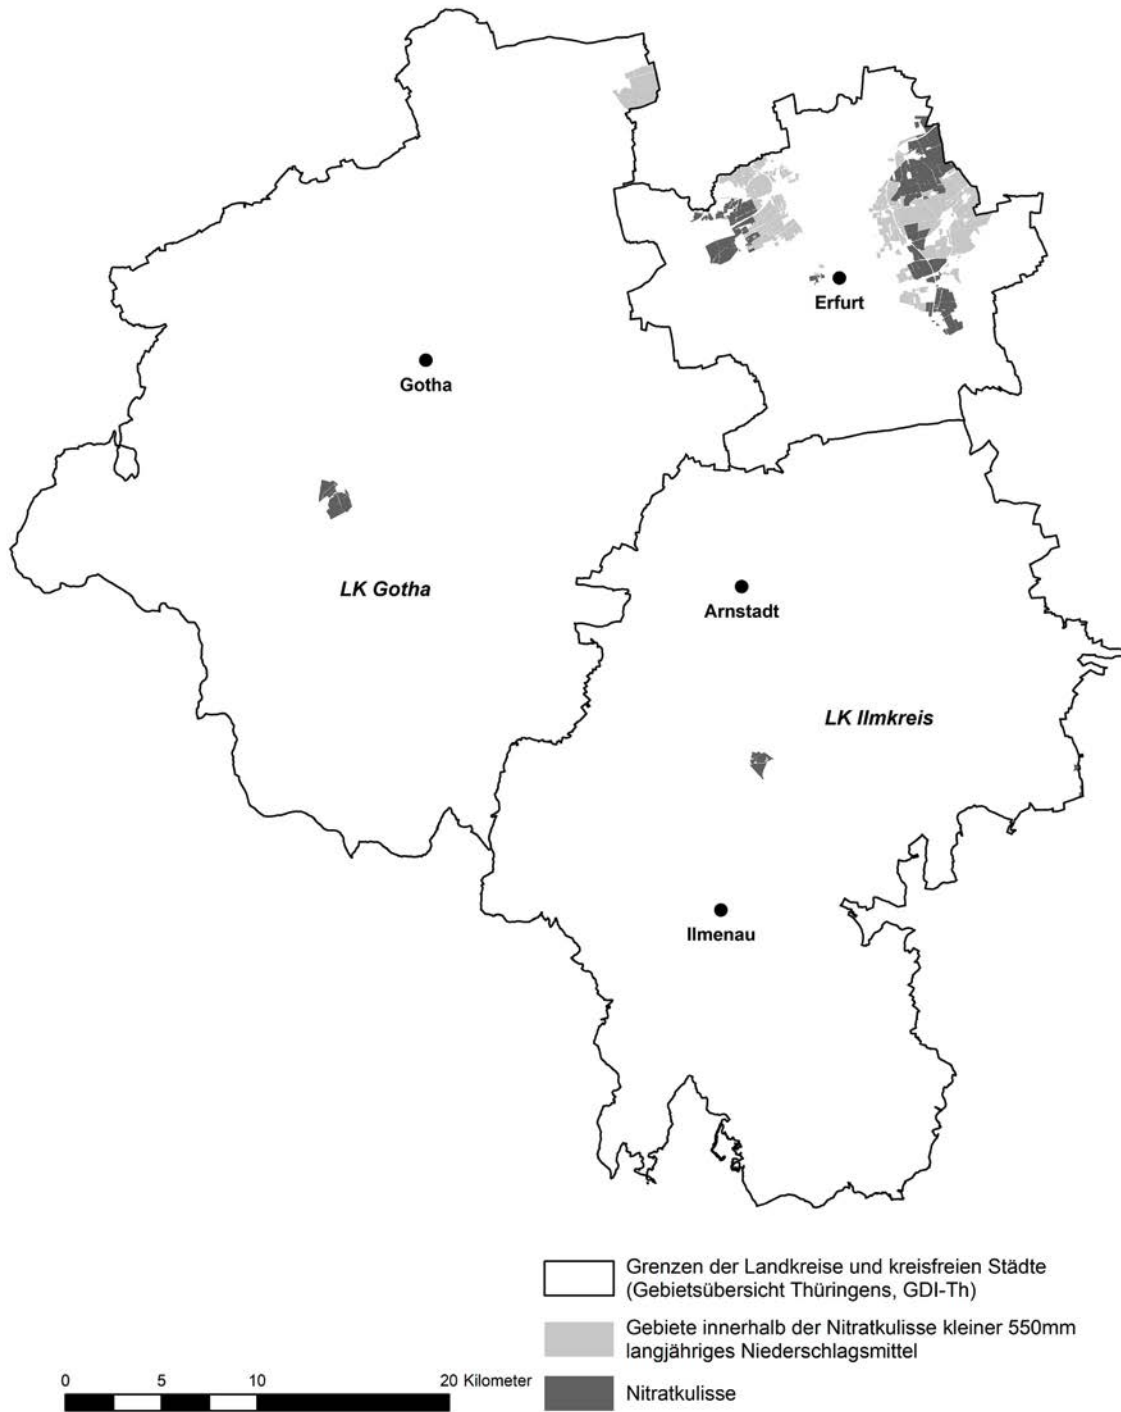 Erfurt
Gotha
LK Gotha
Arnstadt
LK Ilmkreis
Ilmenau
Grenzen der Landkreise und kreisfreien Städte
(Gebietsübersicht Thüringens, GDI-Th)
Gebiete innerhalb der Nitratkulisse kleiner 550mm
langjähriges Niederschlagsmittel
Nitratkulisse
0 5 10 20 Kilometer